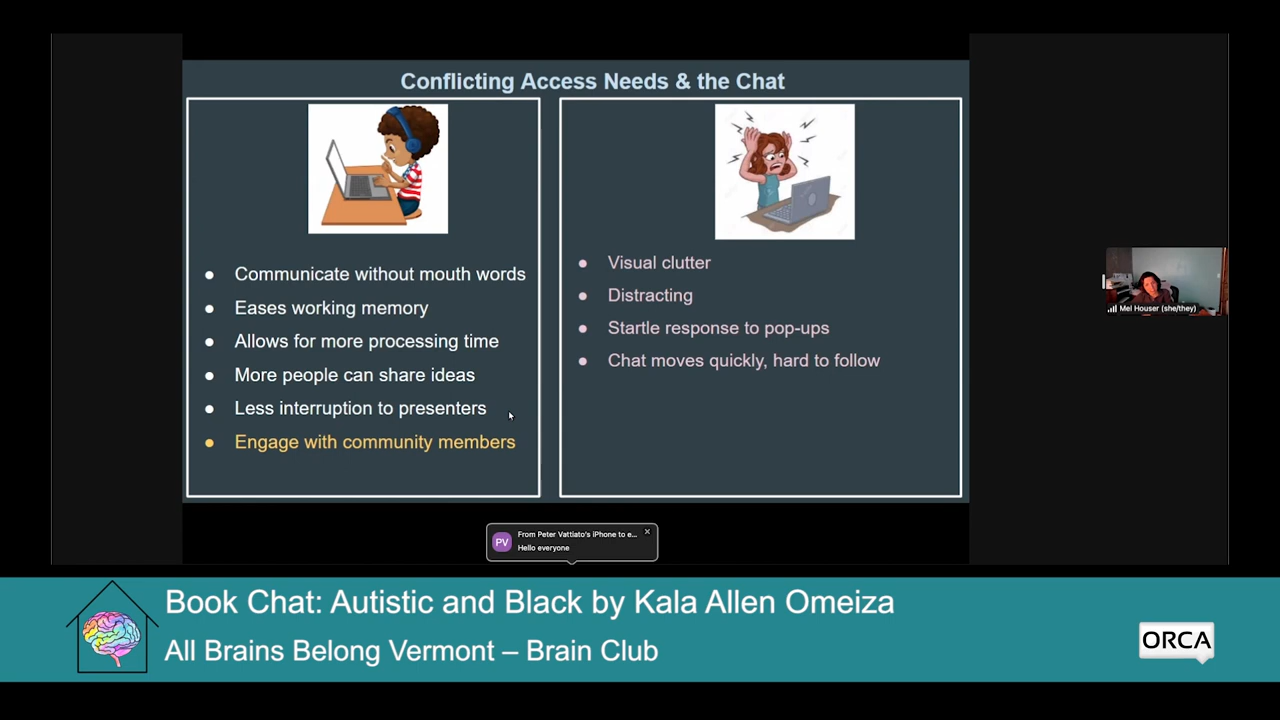 Conflicting Access Needs & the Chat
Communicate without mouth words
Eases working memory
Allows for more processing time
More people can share ideas
Less interruption to presenters
Engage with community members
Visual clutter
Distracting
Startle response to pop-ups
Chat moves quickly, hard to follow
Mel Houser (she/they)
PV
From Peter Vattiato's iPhone to e...
Hello everyone
Book Chat: Autistic and Black by Kala Allen Omeiza
All Brains Belong Vermont – Brain Club
ORCA